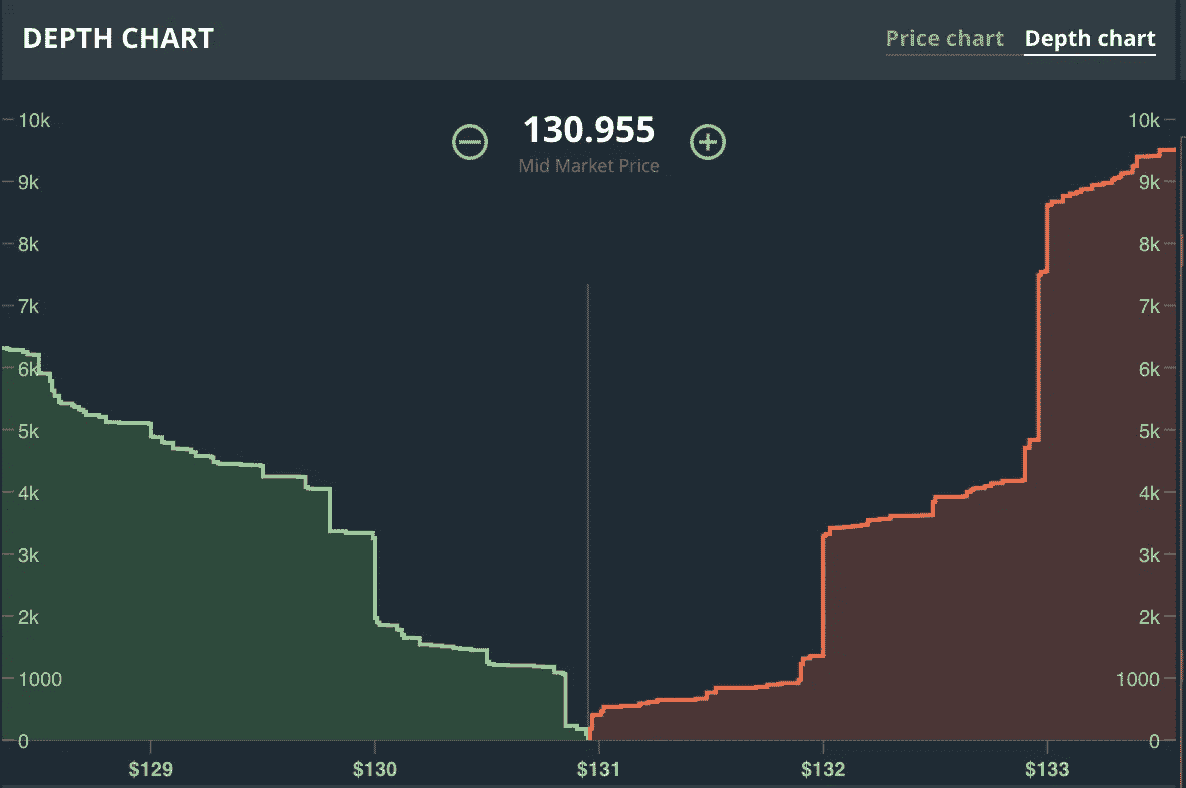 DEPTH CHART
Price chart Depth chart
130.955
Mid Market Price
10k 10k
9k 9k
8k 8k
7k 7k
6k 6k
5k 5k
4k 4k
3k 3k
2k 2k
1000 1000
0 0
$129 $130 $131 $132 $133